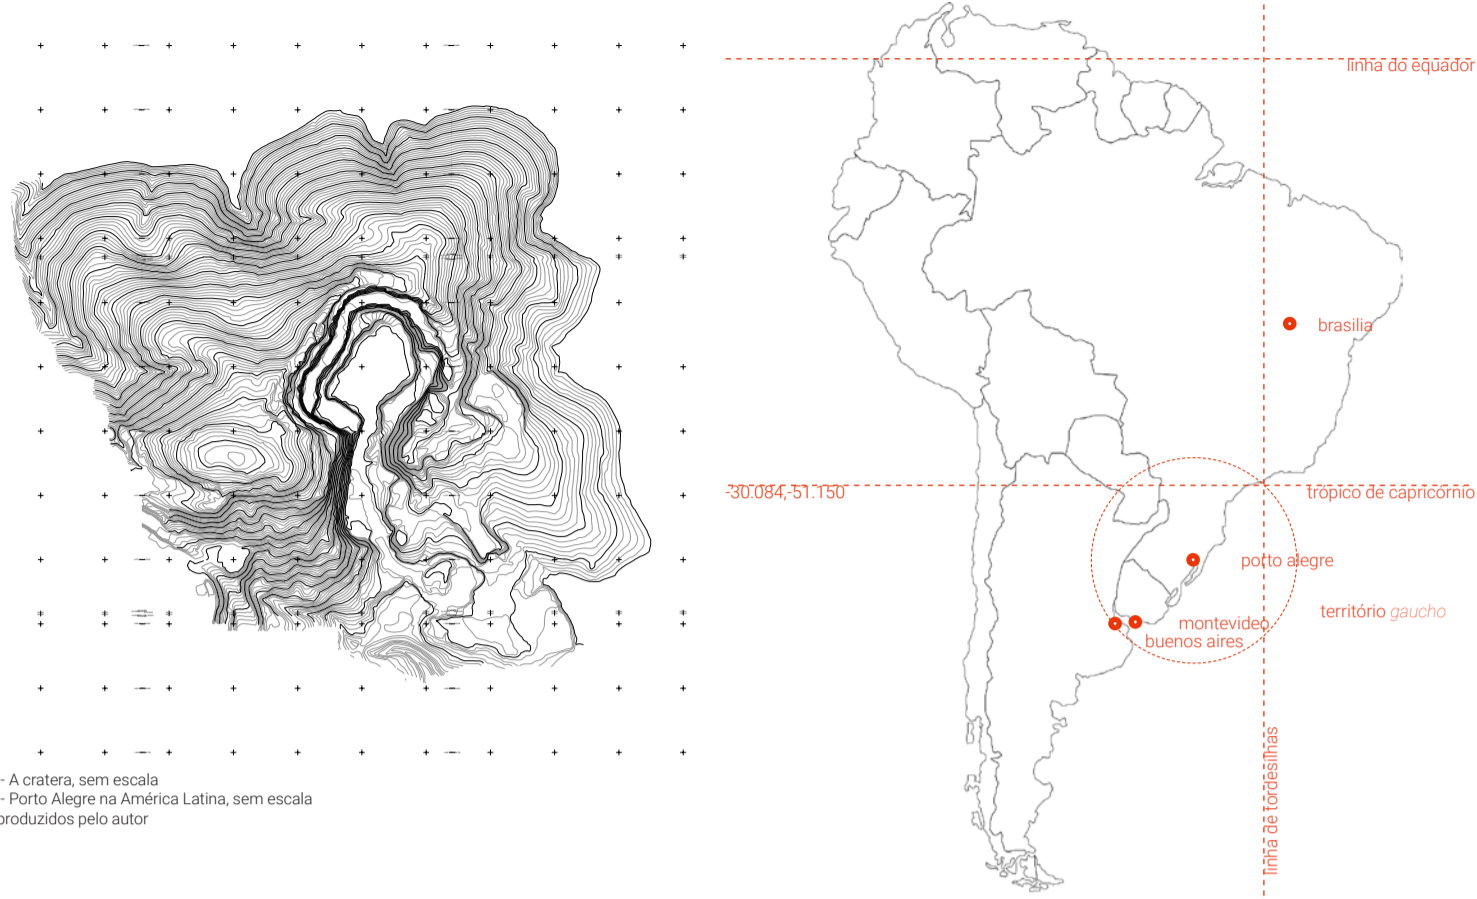 - A cratera, sem escala
- Porto Alegre na América Latina, sem escala
produzidos pelo autor
linha do equador
brasilia
-30.084,-51.150
trópico de capricórnio
porto alegre
território gaucho
montevideo
buenos aires
linha de tordesilhas